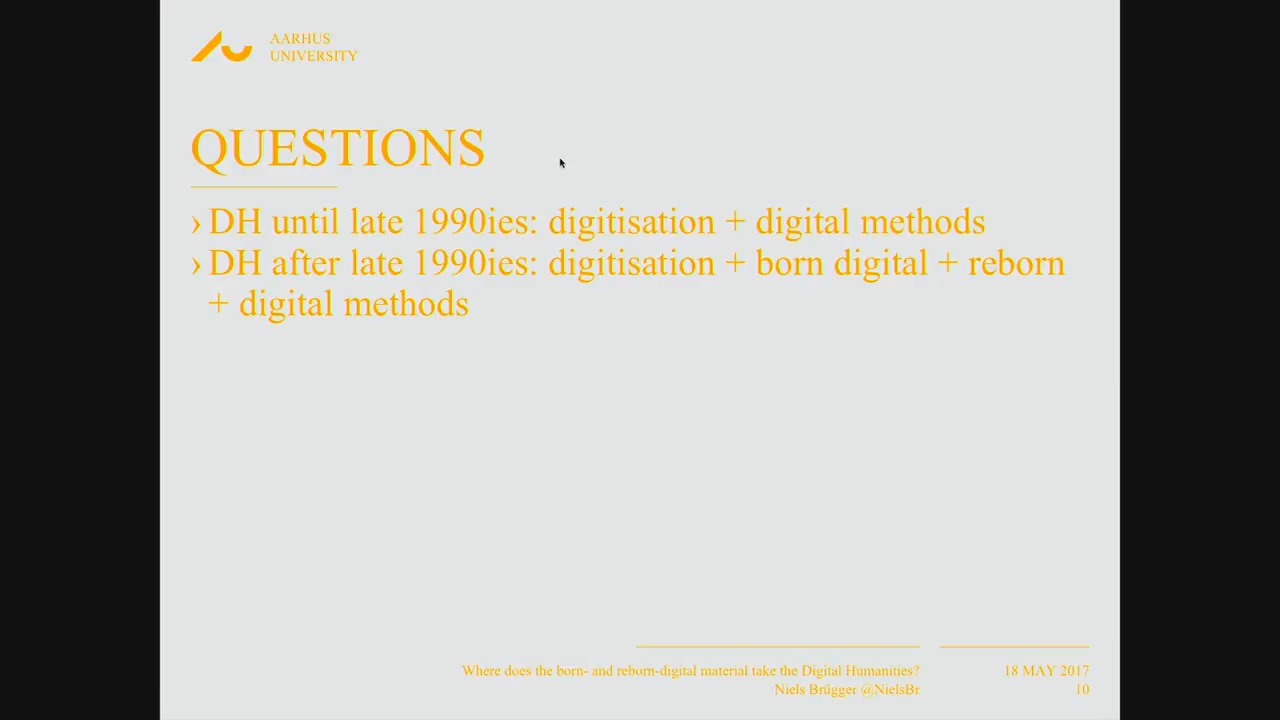 AARHUS
UNIVERSITY
QUESTIONS
› DH until late 1990ies: digitisation + digital methods
› DH after late 1990ies: digitisation + born digital + reborn
+ digital methods
Where does the born- and reborn-digital material take the Digital Humanities?
Niels Brügger @NielsBr
18 MAY 2017
10